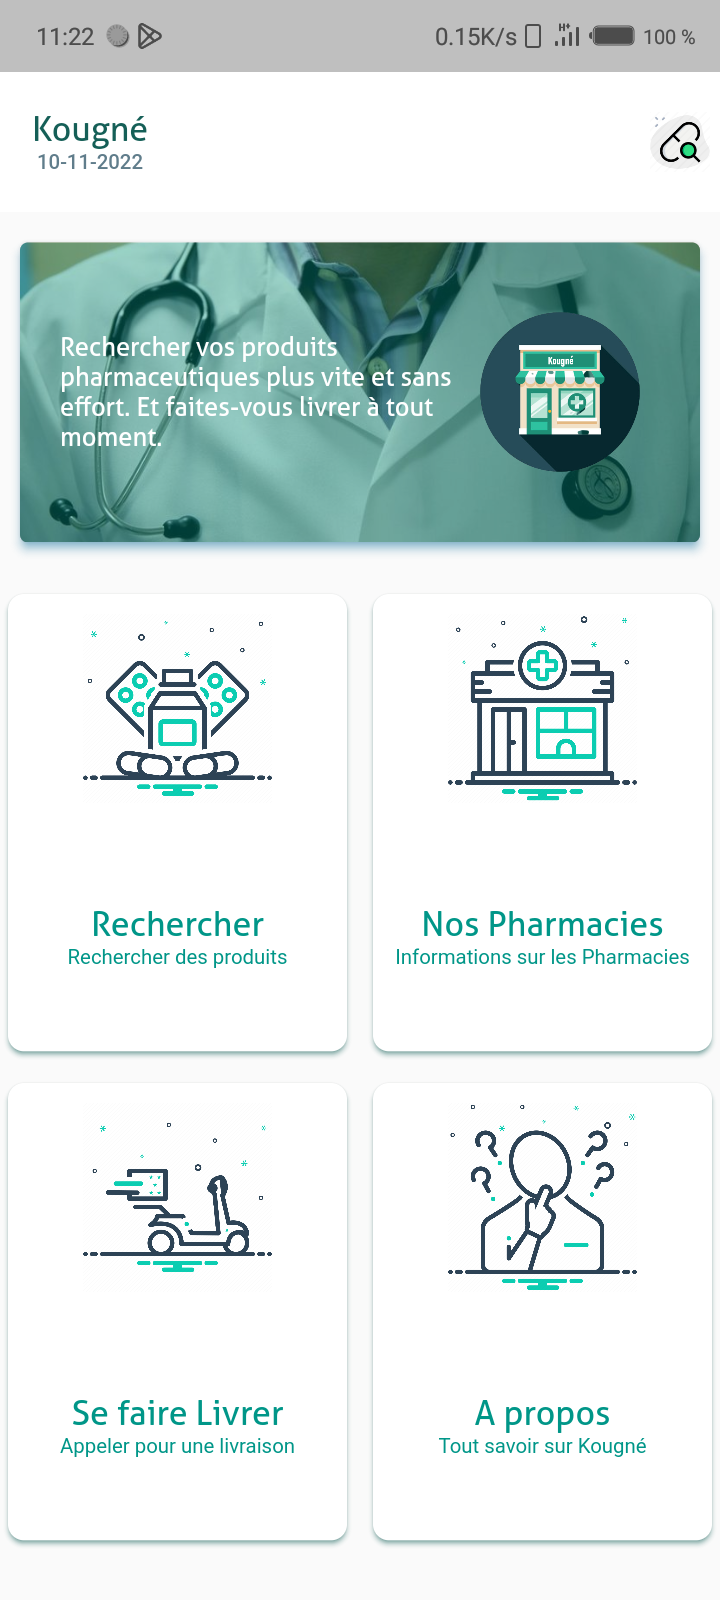 11:22 0.15K/s H+ 100 %
Kougné
10-11-2022
Rechercher vos produits
pharmaceutiques plus vite et sans
effort. Et faites-vous livrer à tout
moment.
Kougné
Rechercher
Rechercher des produits
Nos Pharmacies
Informations sur les Pharmacies
Se faire Livrer
Appeler pour une livraison
A propos
Tout savoir sur Kougné